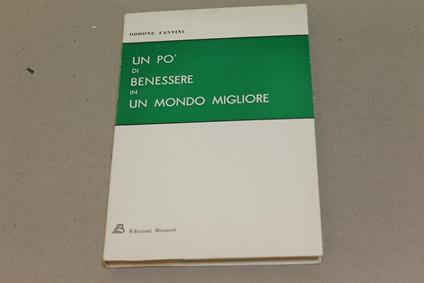 ODDONE FANTINI
UN PO'
DI
BENESSERE
IN
UN MONDO MIGLIORE
Edizioni Bizzarri